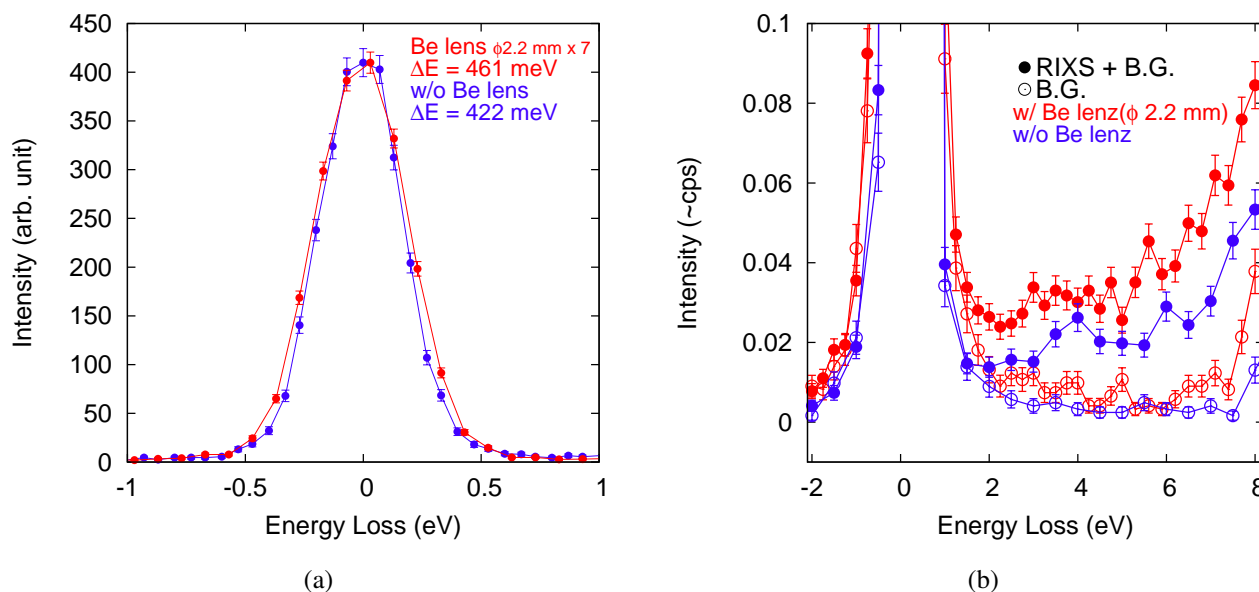 450
400
350
300
250
200
150
100
50
0
Intensity (arb. unit)
Be lens ϕ2.2 mm x 7
ΔE = 461 meV
w/o Be lens
ΔE = 422 meV
-1 -0.5 0 0.5 1
Energy Loss (eV)
(a)
0.1
0.08
0.06
0.04
0.02
0
Intensity (~cps)
RIXS + B.G.
B.G.
w/ Be lenz(ϕ 2.2 mm)
w/o Be lenz
-2 0 2 4 6 8
Energy Loss (eV)
(b)